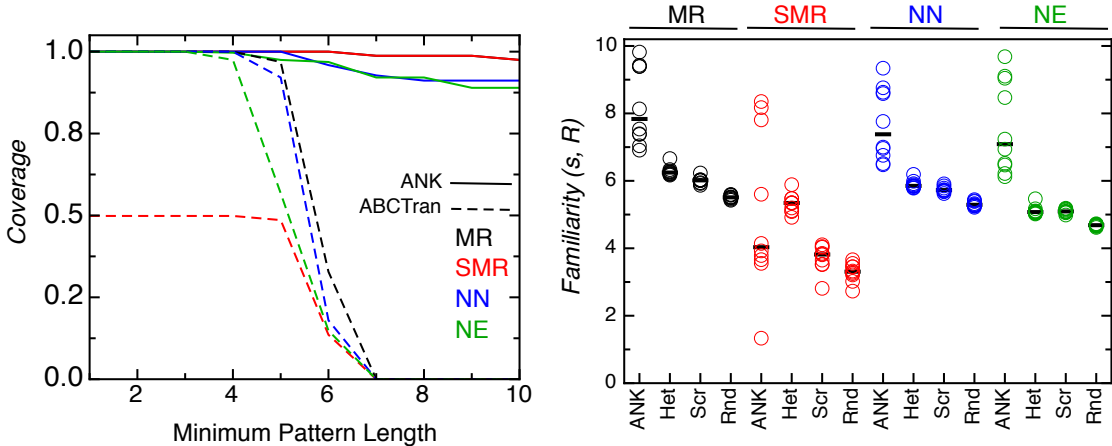 1.0
0.8
0.5
0.2
0.0
Coverage
2 4 6 8 10
Minimum Pattern Length
ANK
ABCTran
MR
SMR
NN
NE
MR SMR NN NE
10
8
6
4
2
0
Familiarity (s, R)
ANK Het Scr Rnd ANK Het Scr Rnd ANK Het Scr Rnd ANK Het Scr Rnd